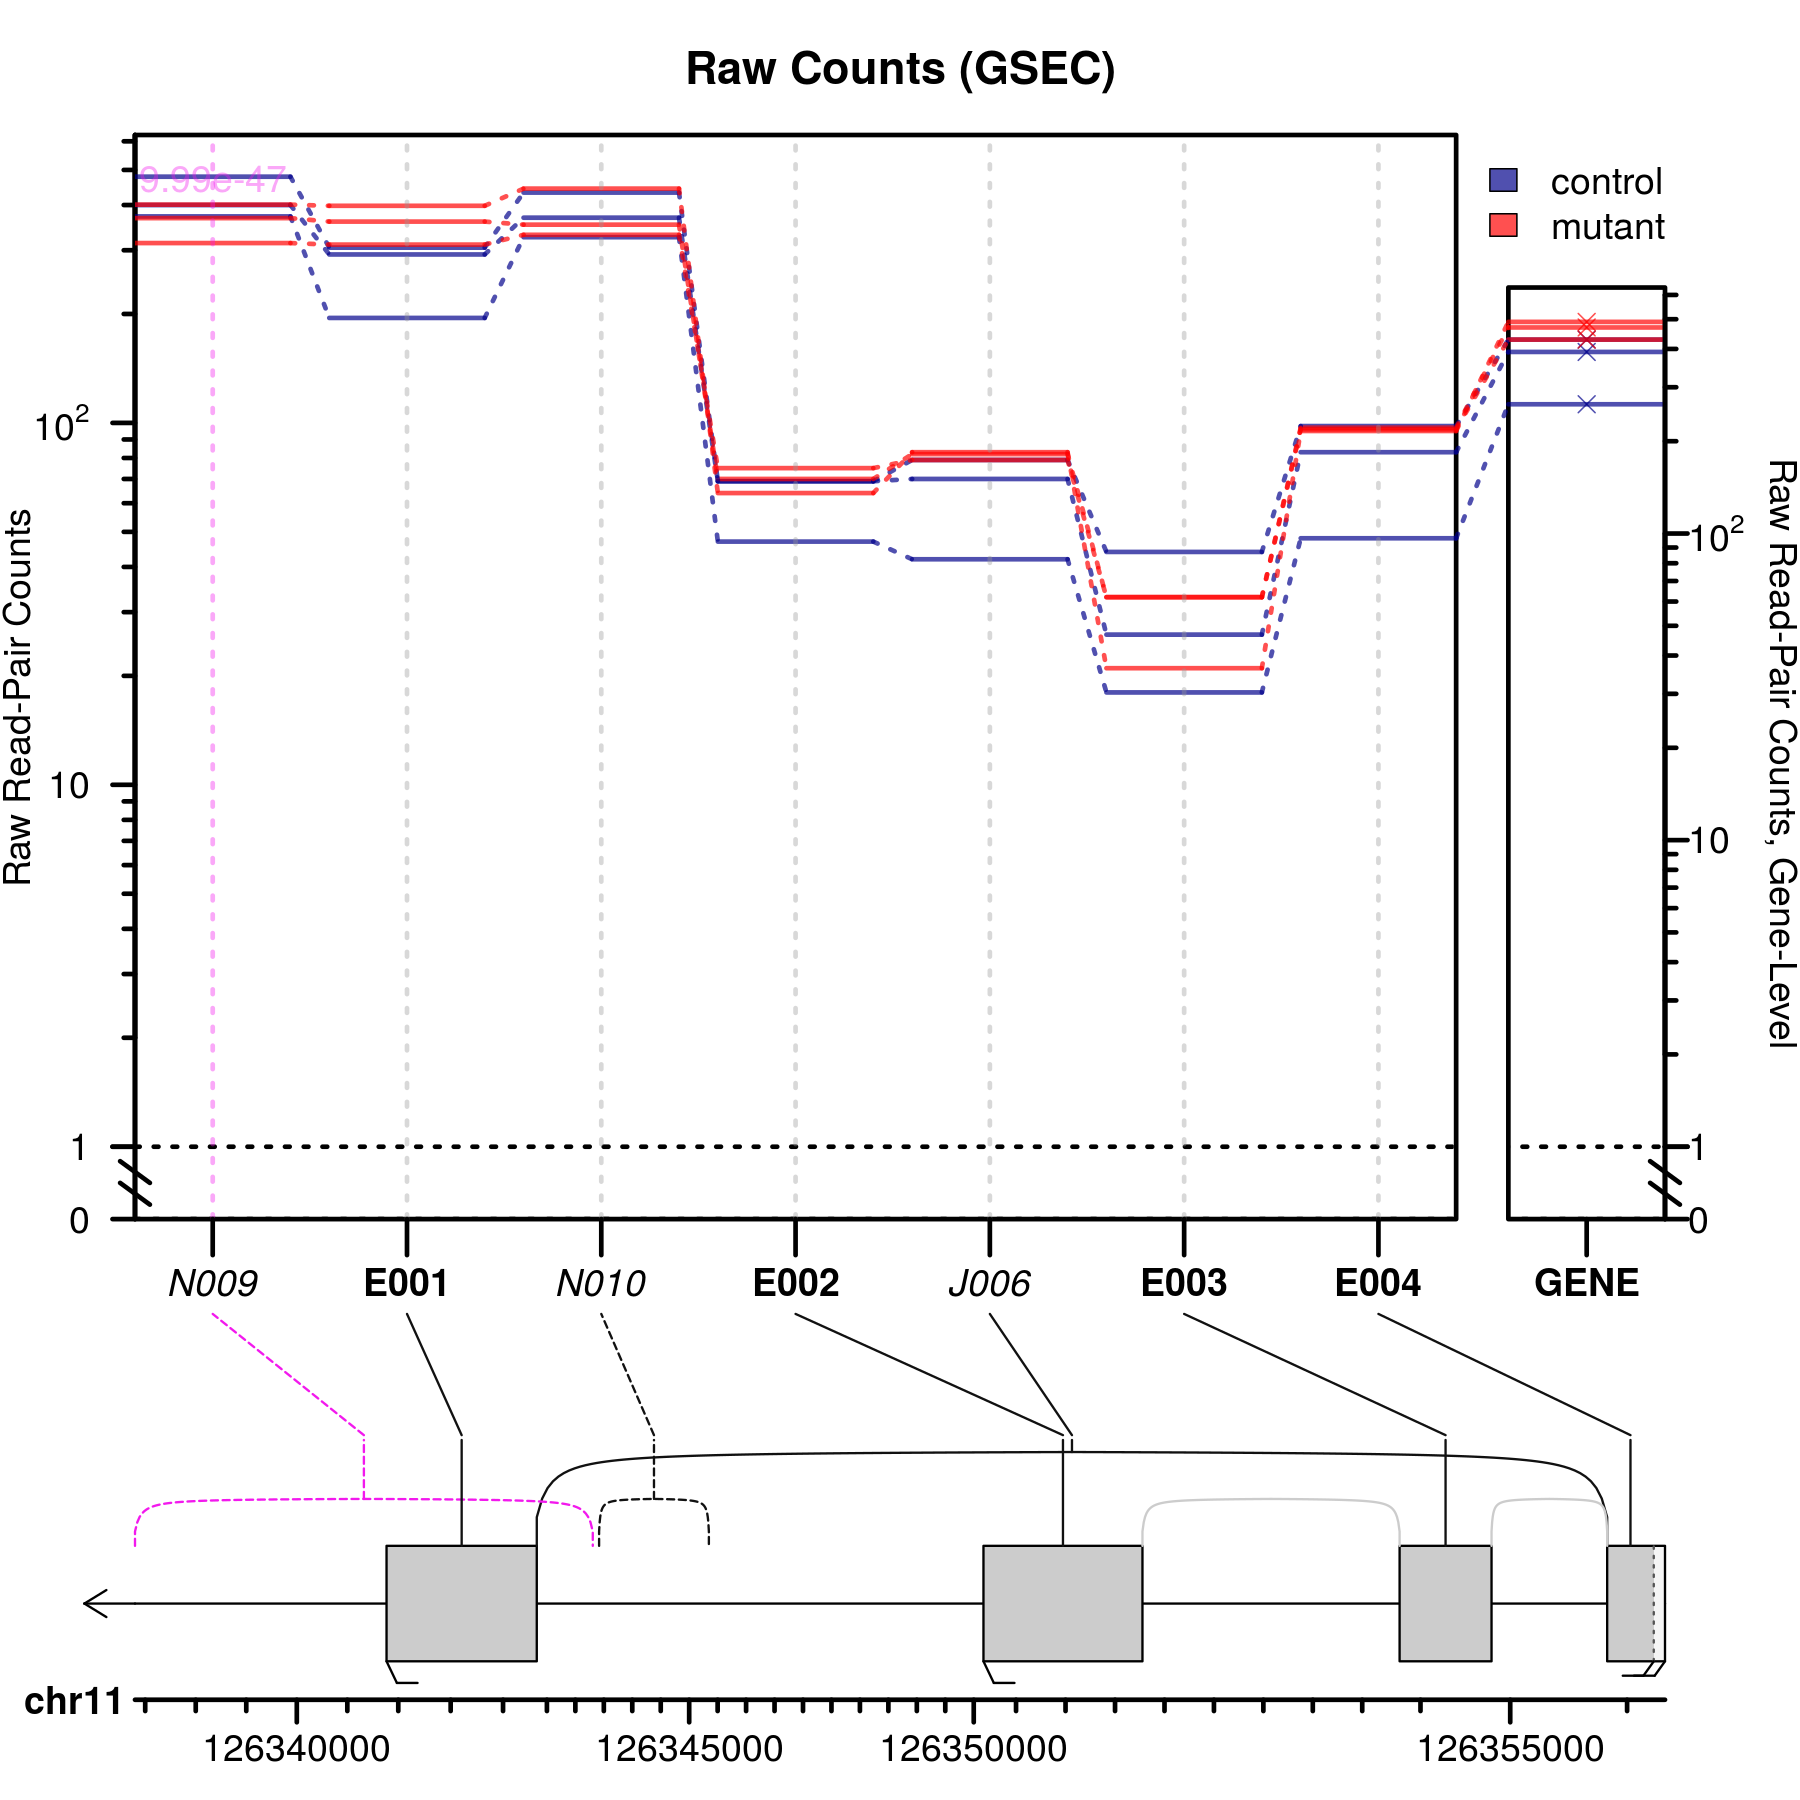 Raw Counts (GSEC)
9.99e-47
control
mutant
Raw Read-Pair Counts
10²
10
1
0
10²
10
1
0
Raw Read-Pair Counts, Gene-Level
N009 E001 N010 E002 J006 E003 E004 GENE
chr11
126340000 126345000 126350000 126355000